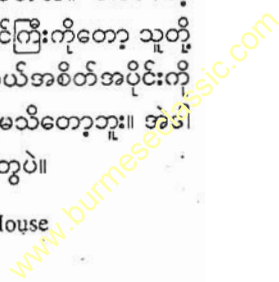 င်ကြီးကိုတော့ သူတို့
ယ်အစိတ်အပိုင်းကို
မသိတော့ဘူး။ အဲဒါ
တွပဲ။
House
www.burmeseclassic.com